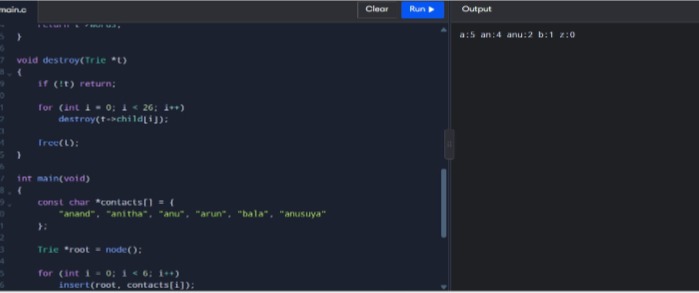 main.c
Clear
Run
Output
}
void destroy(Trie *t)
{
if (!t) return;
for (int i = 0; i < 26; i++)
destroy(t->child[i]);
free(t);
}
int main(void)
{
const char *contacts[] = {
"anand", "anitha", "anu", "arun", "bala", "anusuya"
};
Trie *root = node();
for (int i = 0; i < 6; i++)
insert(root, contacts[i]);
a:5 an:4 anu:2 b:1 z:0